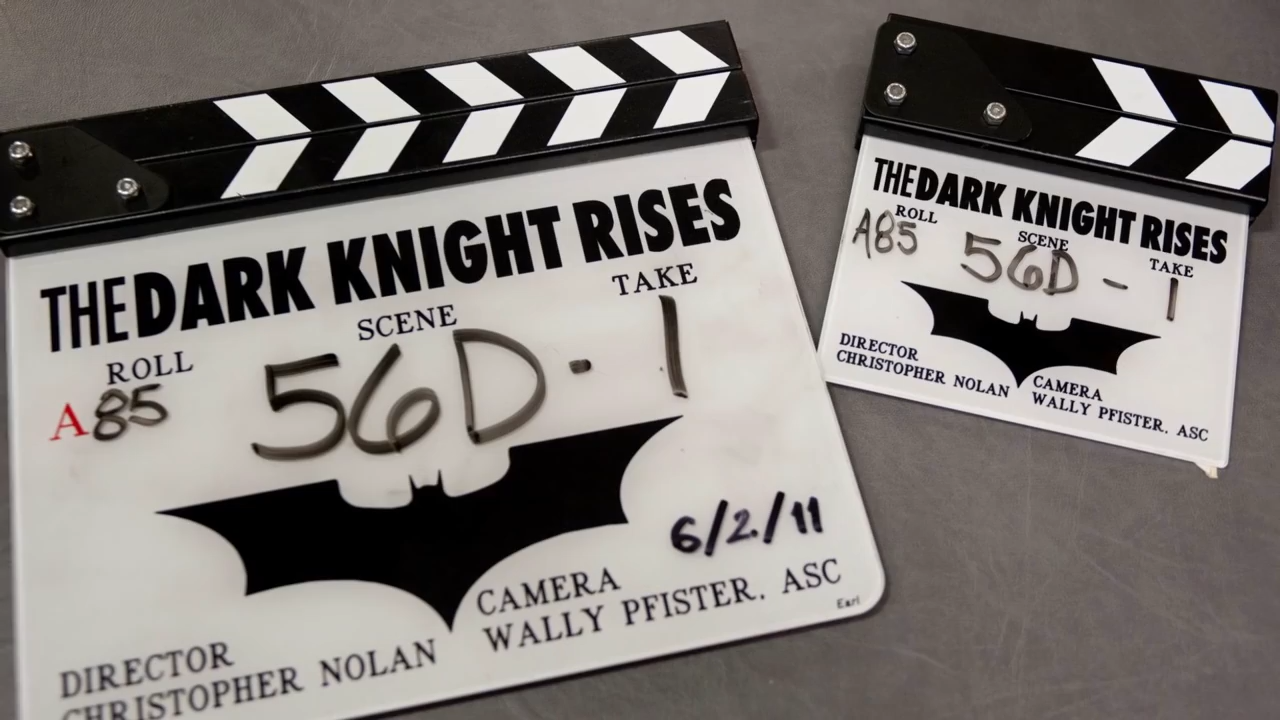 THE DARK KNIGHT RISES
ROLL SCENE TAKE
A85 56D - 1
6/2/11
DIRECTOR
CHRISTOPHER NOLAN
CAMERA
WALLY PFISTER. ASC
Earl
THE DARK KNIGHT RISES
ROLL SCENE TAKE
A85 56D - 1
DIRECTOR
CHRISTOPHER NOLAN
CAMERA
WALLY PFISTER. ASC